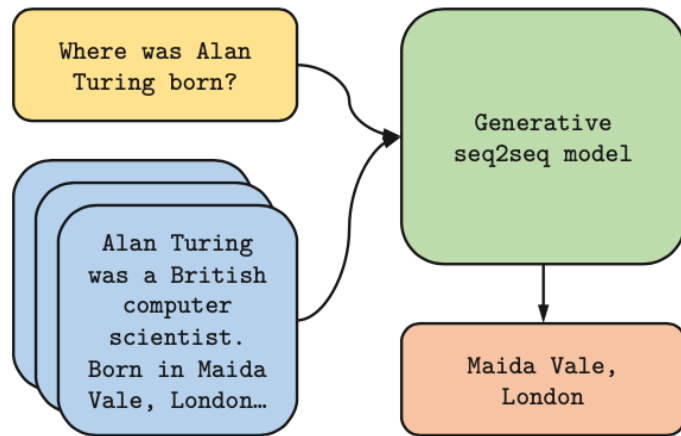 Where was Alan
Turing born?
Alan Turing
was a British
computer
scientist.
Born in Maida
Vale, London…
Generative
seq2seq model
Maida Vale,
London